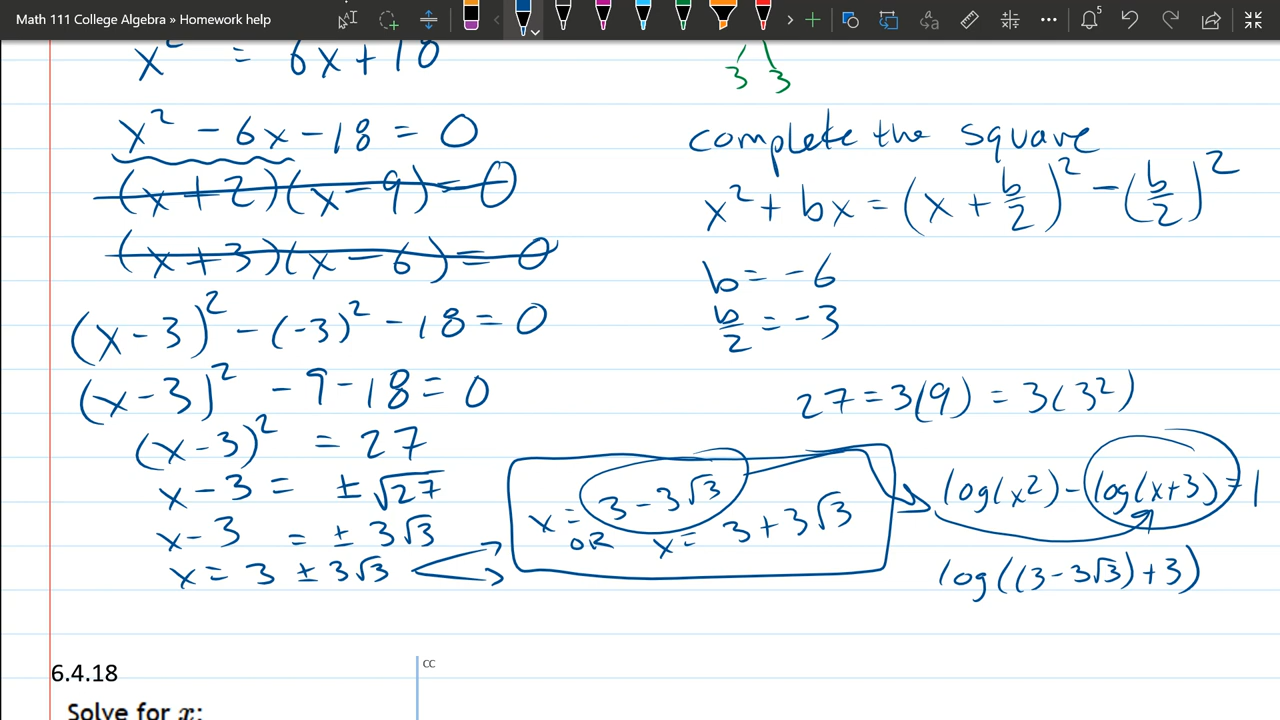 Math 111 College Algebra » Homework help
5
x² = 6x + 18
3 3
x² - 6x - 18 = 0
(x + 2)(x - 9) = 0
(x + 3)(x - 6) = 0
(x - 3)² - (-3)² - 18 = 0
(x - 3)² - 9 - 18 = 0
(x - 3)² = 27
x - 3 = ± √27
x - 3 = ± 3√3
x = 3 ± 3√3
complete the square
x² + bx = (x + b/2)² - (b/2)²
b = -6
b/2 = -3
27 = 3(9) = 3(3²)
x = 3 - 3√3
OR x = 3 + 3√3
log(x²) - log(x+3) = 1
log((3 - 3√3) + 3)
6.4.18
CC
Solve for x: